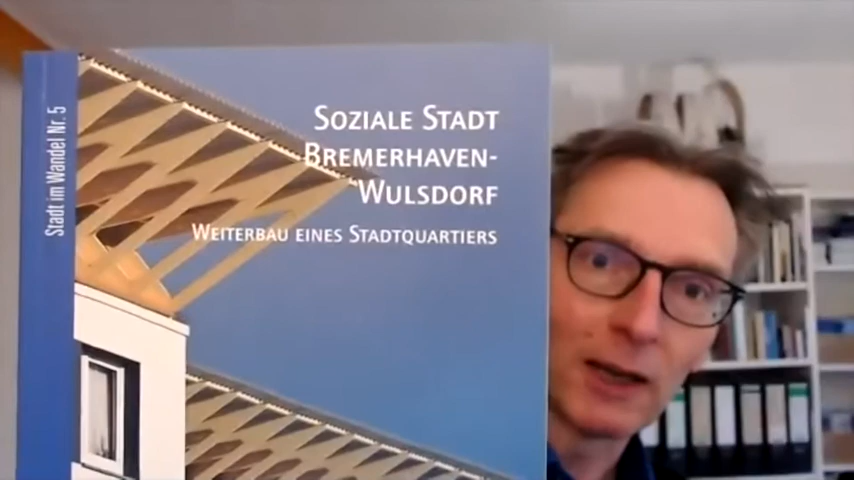 Stadt im Wandel Nr. 5
SOZIALE STADT
BREMERHAVEN-
WULSDORF
WEITERBAU EINES STADTQUARTIERS